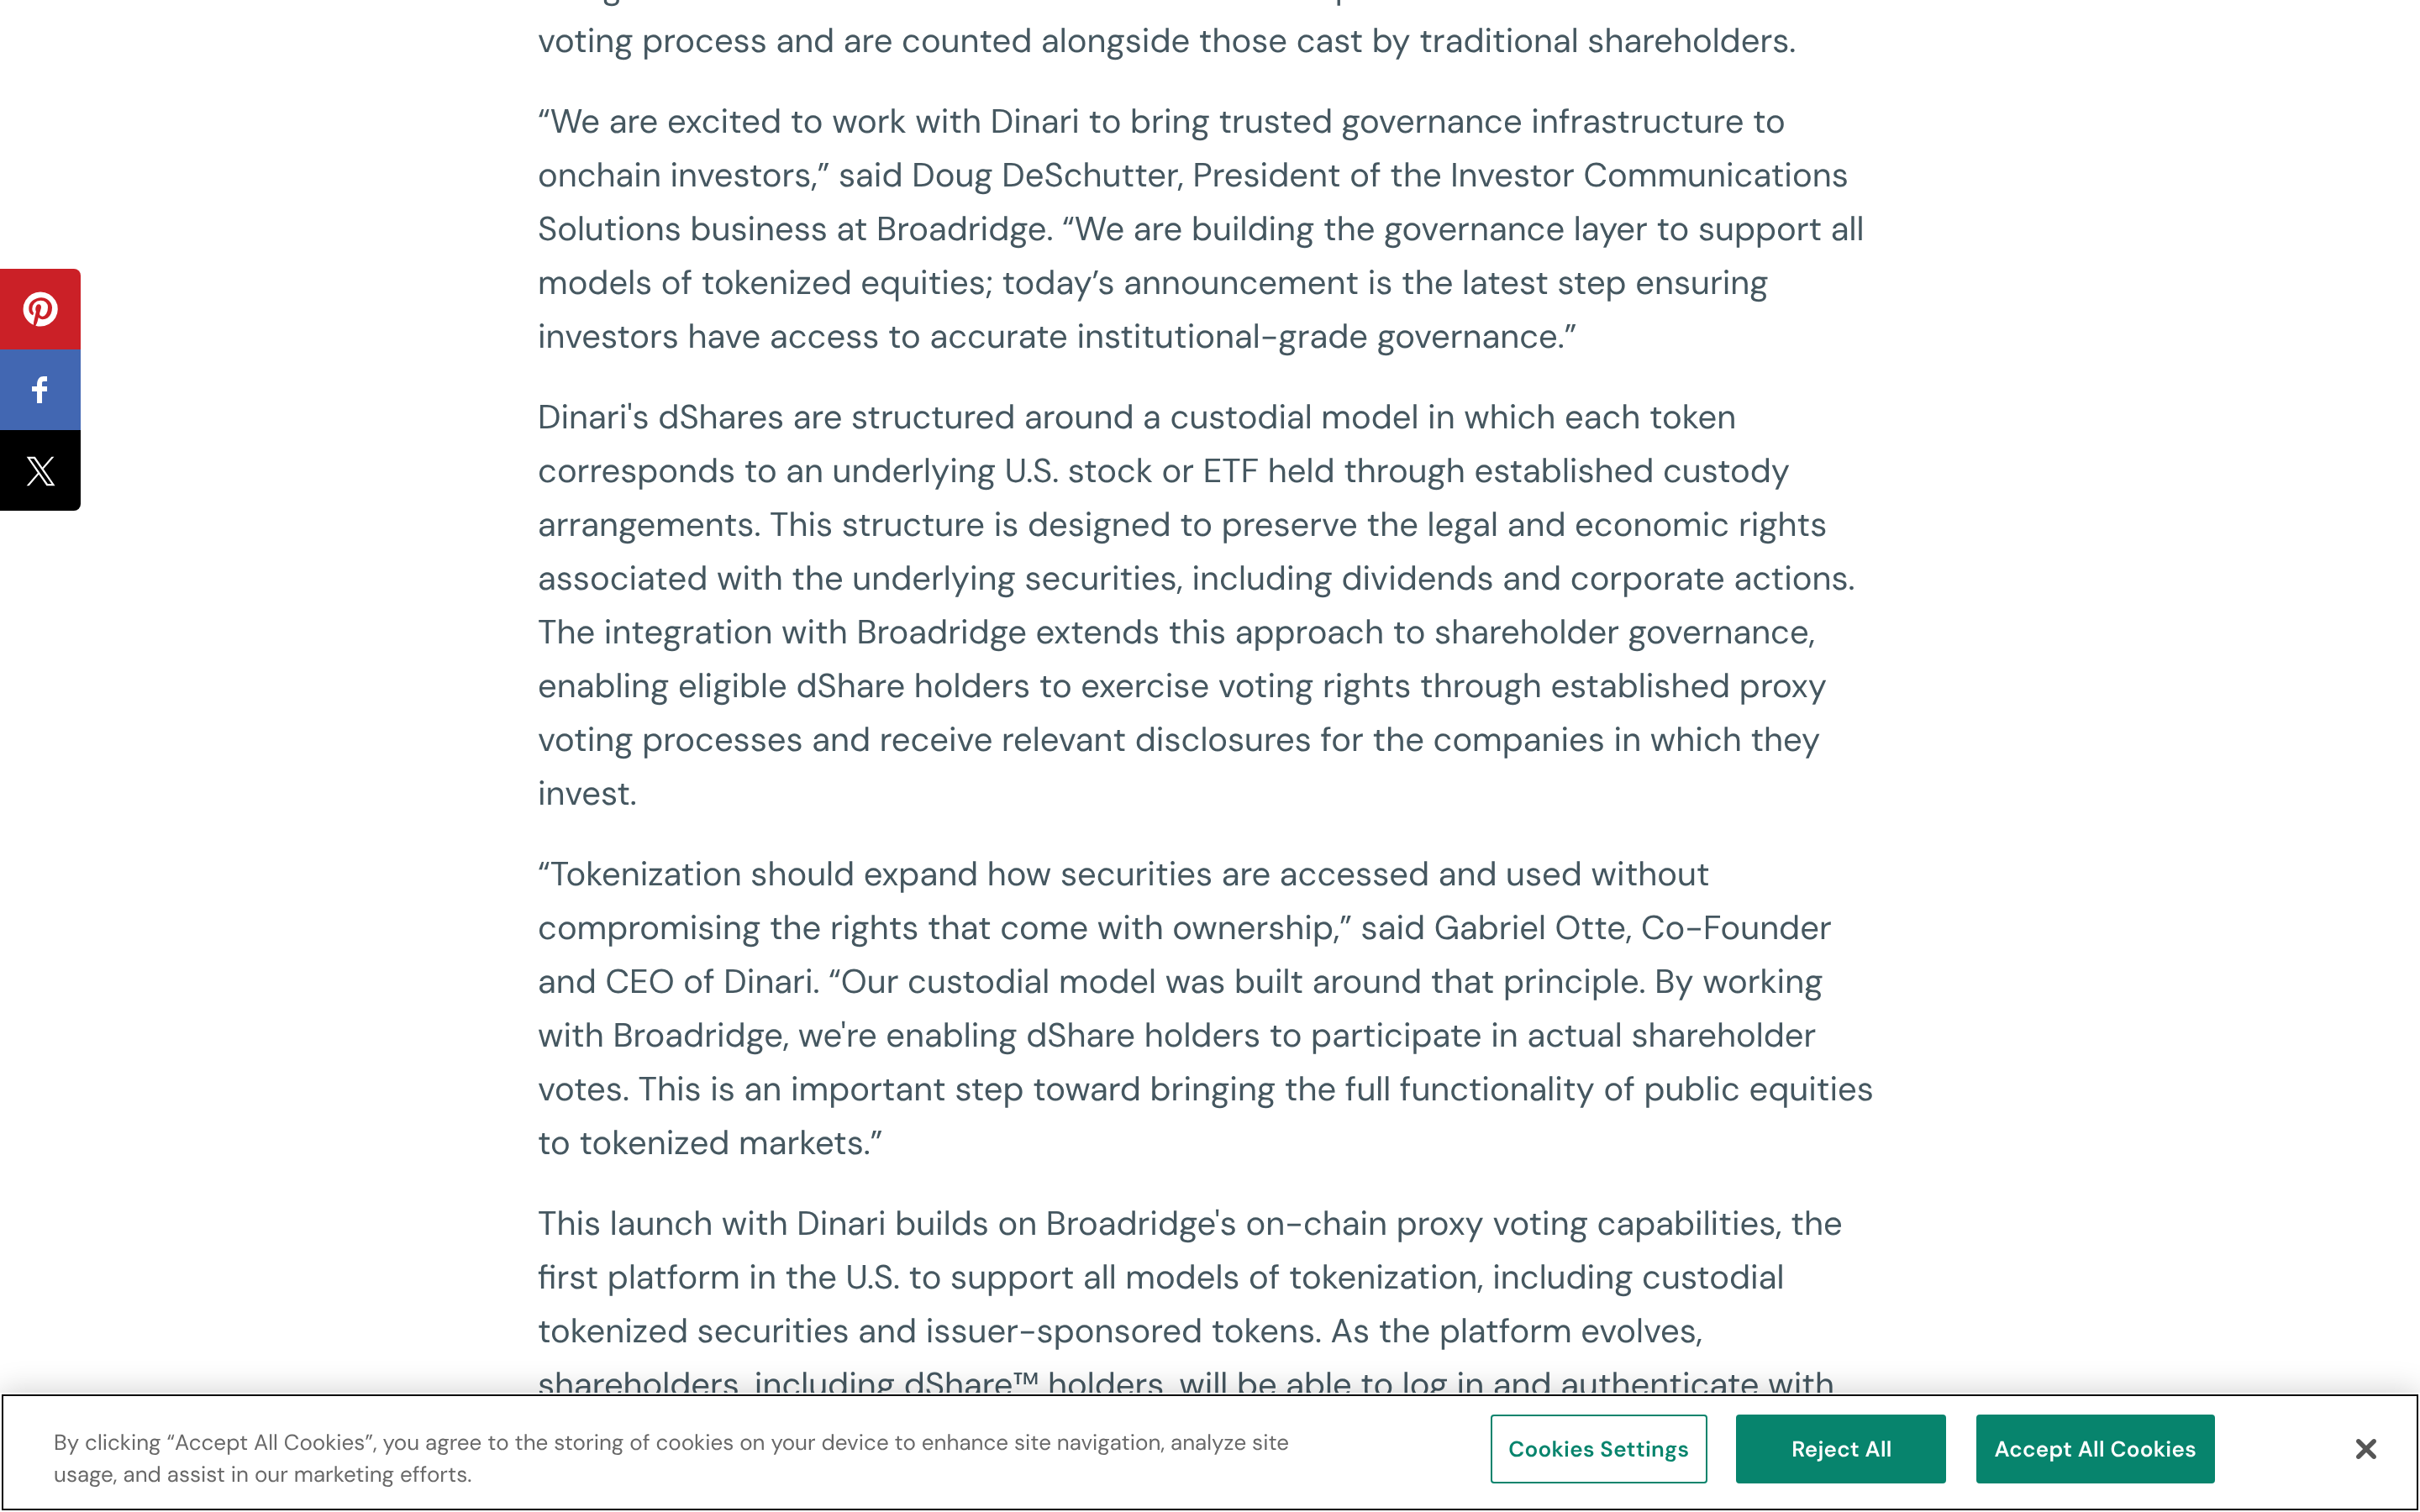 voting process and are counted alongside those cast by traditional shareholders.
“We are excited to work with Dinari to bring trusted governance infrastructure to
onchain investors,” said Doug DeSchutter, President of the Investor Communications
Solutions business at Broadridge. “We are building the governance layer to support all
models of tokenized equities; today’s announcement is the latest step ensuring
investors have access to accurate institutional-grade governance.”
Dinari's dShares are structured around a custodial model in which each token
corresponds to an underlying U.S. stock or ETF held through established custody
arrangements. This structure is designed to preserve the legal and economic rights
associated with the underlying securities, including dividends and corporate actions.
The integration with Broadridge extends this approach to shareholder governance,
enabling eligible dShare holders to exercise voting rights through established proxy
voting processes and receive relevant disclosures for the companies in which they
invest.
“Tokenization should expand how securities are accessed and used without
compromising the rights that come with ownership,” said Gabriel Otte, Co-Founder
and CEO of Dinari. “Our custodial model was built around that principle. By working
with Broadridge, we're enabling dShare holders to participate in actual shareholder
votes. This is an important step toward bringing the full functionality of public equities
to tokenized markets.”
This launch with Dinari builds on Broadridge's on-chain proxy voting capabilities, the
first platform in the U.S. to support all models of tokenization, including custodial
tokenized securities and issuer-sponsored tokens. As the platform evolves,
shareholders, including dShare™ holders, will be able to log in and authenticate with
By clicking “Accept All Cookies”, you agree to the storing of cookies on your device to enhance site navigation, analyze site
usage, and assist in our marketing efforts.
Cookies Settings
Reject All
Accept All Cookies